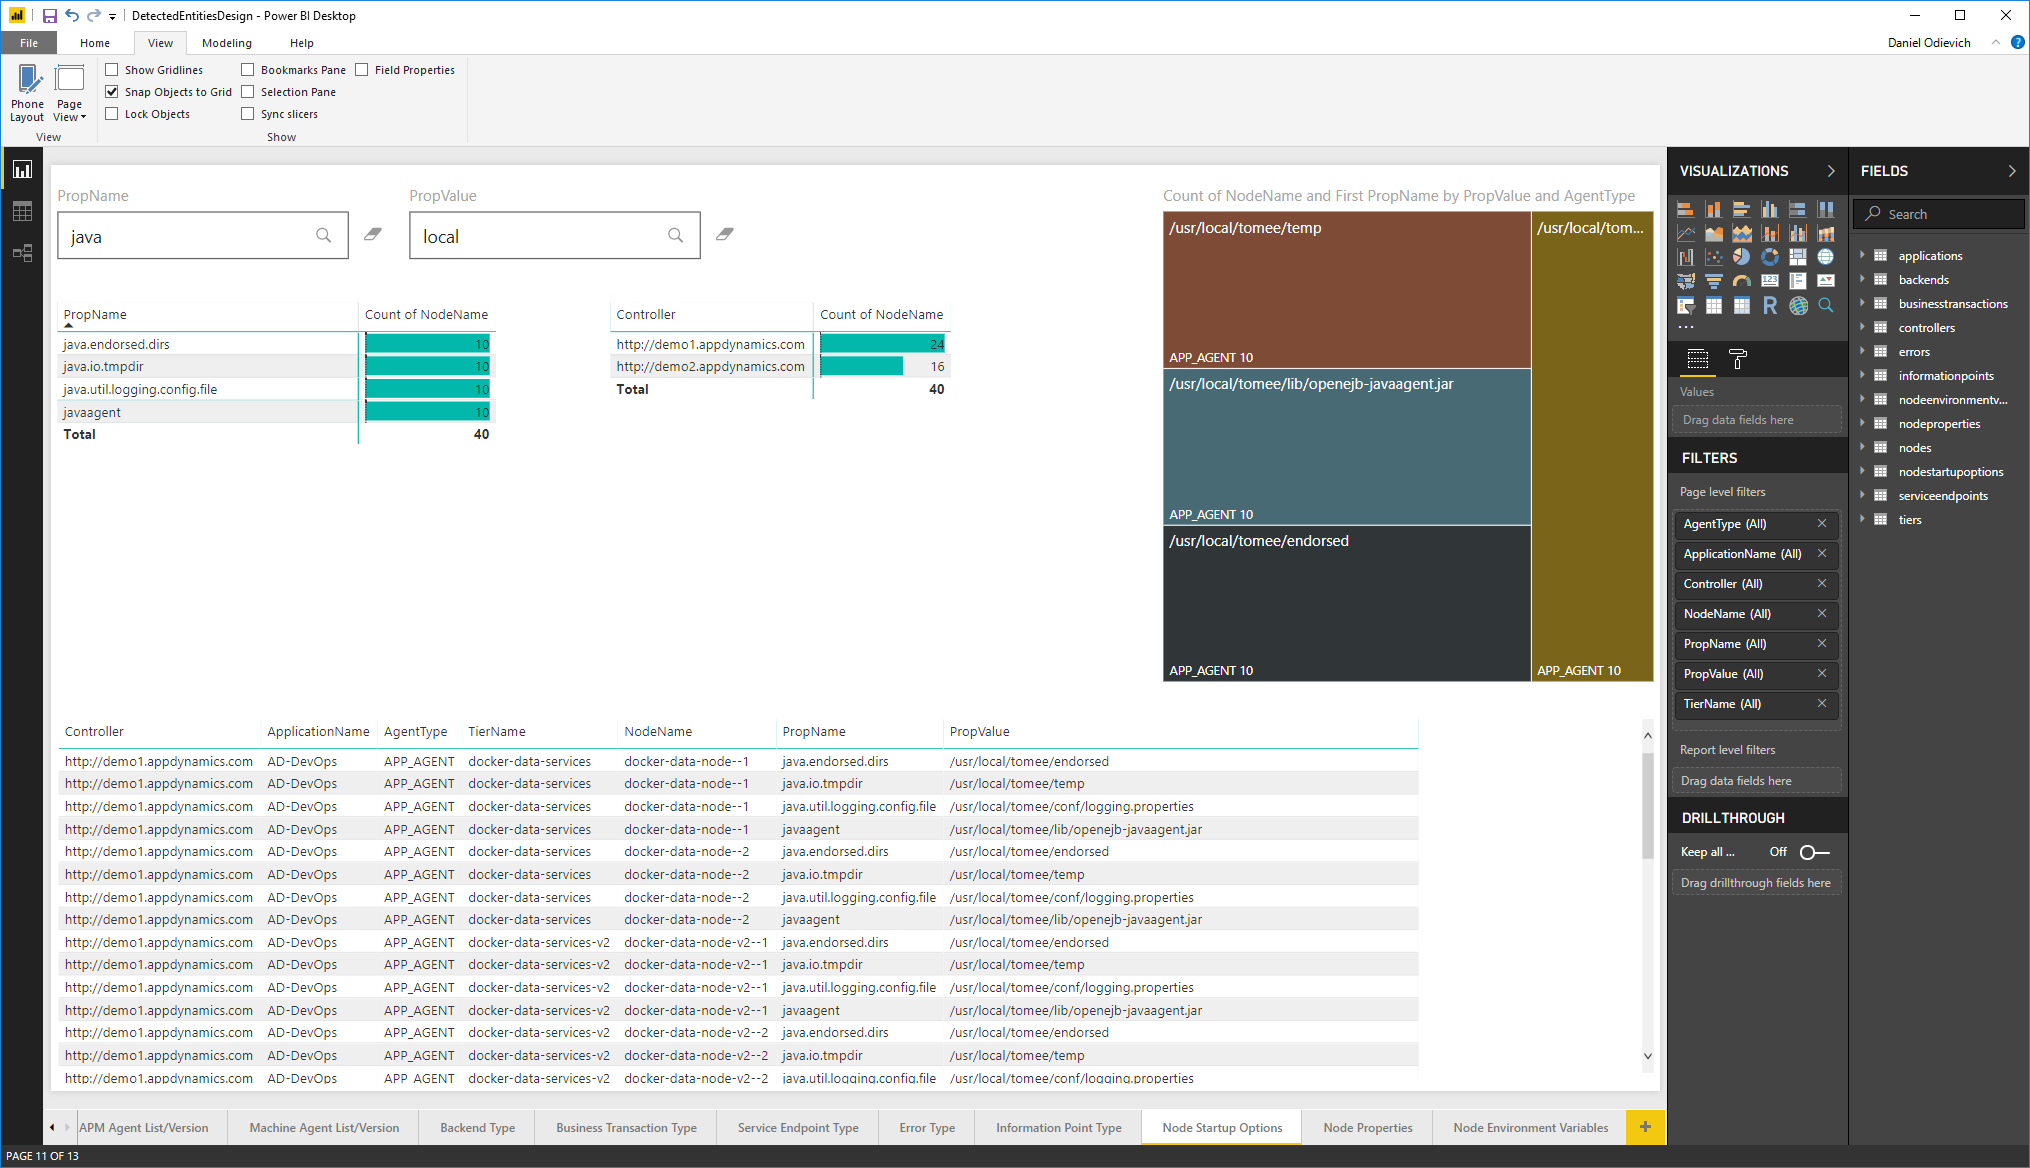 DetectedEntitiesDesign - Power BI Desktop
File Home View Modeling Help
Daniel Odievich
Phone Layout
Page View
Show Gridlines
Snap Objects to Grid
Lock Objects
Bookmarks Pane
Selection Pane
Sync slicers
Field Properties
View
Show
PropName
java
PropValue
local
PropName Count of NodeName
java.endorsed.dirs 10
java.io.tmpdir 10
java.util.logging.config.file 10
javaagent 10
Total 40
Controller Count of NodeName
http://demo1.appdynamics.com 24
http://demo2.appdynamics.com 16
Total 40
Count of NodeName and First PropName by PropValue and AgentType
/usr/local/tomee/temp
APP_AGENT 10
/usr/local/tomee/lib/openejb-javaagent.jar
APP_AGENT 10
/usr/local/tomee/endorsed
APP_AGENT 10
/usr/local/tom...
APP_AGENT 10
Controller ApplicationName AgentType TierName NodeName PropName PropValue
http://demo1.appdynamics.com AD-DevOps APP_AGENT docker-data-services docker-data-node--1 java.endorsed.dirs /usr/local/tomee/endorsed
http://demo1.appdynamics.com AD-DevOps APP_AGENT docker-data-services docker-data-node--1 java.io.tmpdir /usr/local/tomee/temp
http://demo1.appdynamics.com AD-DevOps APP_AGENT docker-data-services docker-data-node--1 java.util.logging.config.file /usr/local/tomee/conf/logging.properties
http://demo1.appdynamics.com AD-DevOps APP_AGENT docker-data-services docker-data-node--1 javaagent /usr/local/tomee/lib/openejb-javaagent.jar
http://demo1.appdynamics.com AD-DevOps APP_AGENT docker-data-services docker-data-node--2 java.endorsed.dirs /usr/local/tomee/endorsed
http://demo1.appdynamics.com AD-DevOps APP_AGENT docker-data-services docker-data-node--2 java.io.tmpdir /usr/local/tomee/temp
http://demo1.appdynamics.com AD-DevOps APP_AGENT docker-data-services docker-data-node--2 java.util.logging.config.file /usr/local/tomee/conf/logging.properties
http://demo1.appdynamics.com AD-DevOps APP_AGENT docker-data-services docker-data-node--2 javaagent /usr/local/tomee/lib/openejb-javaagent.jar
http://demo1.appdynamics.com AD-DevOps APP_AGENT docker-data-services-v2 docker-data-node-v2--1 java.endorsed.dirs /usr/local/tomee/endorsed
http://demo1.appdynamics.com AD-DevOps APP_AGENT docker-data-services-v2 docker-data-node-v2--1 java.io.tmpdir /usr/local/tomee/temp
http://demo1.appdynamics.com AD-DevOps APP_AGENT docker-data-services-v2 docker-data-node-v2--1 java.util.logging.config.file /usr/local/tomee/conf/logging.properties
http://demo1.appdynamics.com AD-DevOps APP_AGENT docker-data-services-v2 docker-data-node-v2--1 javaagent /usr/local/tomee/lib/openejb-javaagent.jar
http://demo1.appdynamics.com AD-DevOps APP_AGENT docker-data-services-v2 docker-data-node-v2--2 java.endorsed.dirs /usr/local/tomee/endorsed
http://demo1.appdynamics.com AD-DevOps APP_AGENT docker-data-services-v2 docker-data-node-v2--2 java.io.tmpdir /usr/local/tomee/temp
http://demo1.appdynamics.com AD-DevOps APP_AGENT docker-data-services-v2 docker-data-node-v2--2 java.util.logging.config.file /usr/local/tomee/conf/logging.properties
VISUALIZATIONS
Values
Drag data fields here
FILTERS
Page level filters
AgentType (All)
ApplicationName (All)
Controller (All)
NodeName (All)
PropName (All)
PropValue (All)
TierName (All)
Report level filters
Drag data fields here
DRILLTHROUGH
Keep all ... Off
Drag drillthrough fields here
FIELDS
Search
applications
backends
businesstransactions
controllers
errors
informationpoints
nodeenvironmentv...
nodeproperties
nodes
nodestartupoptions
serviceendpoints
tiers
APM Agent List/Version Machine Agent List/Version Backend Type Business Transaction Type Service Endpoint Type Error Type Information Point Type Node Startup Options Node Properties Node Environment Variables +
PAGE 11 OF 13